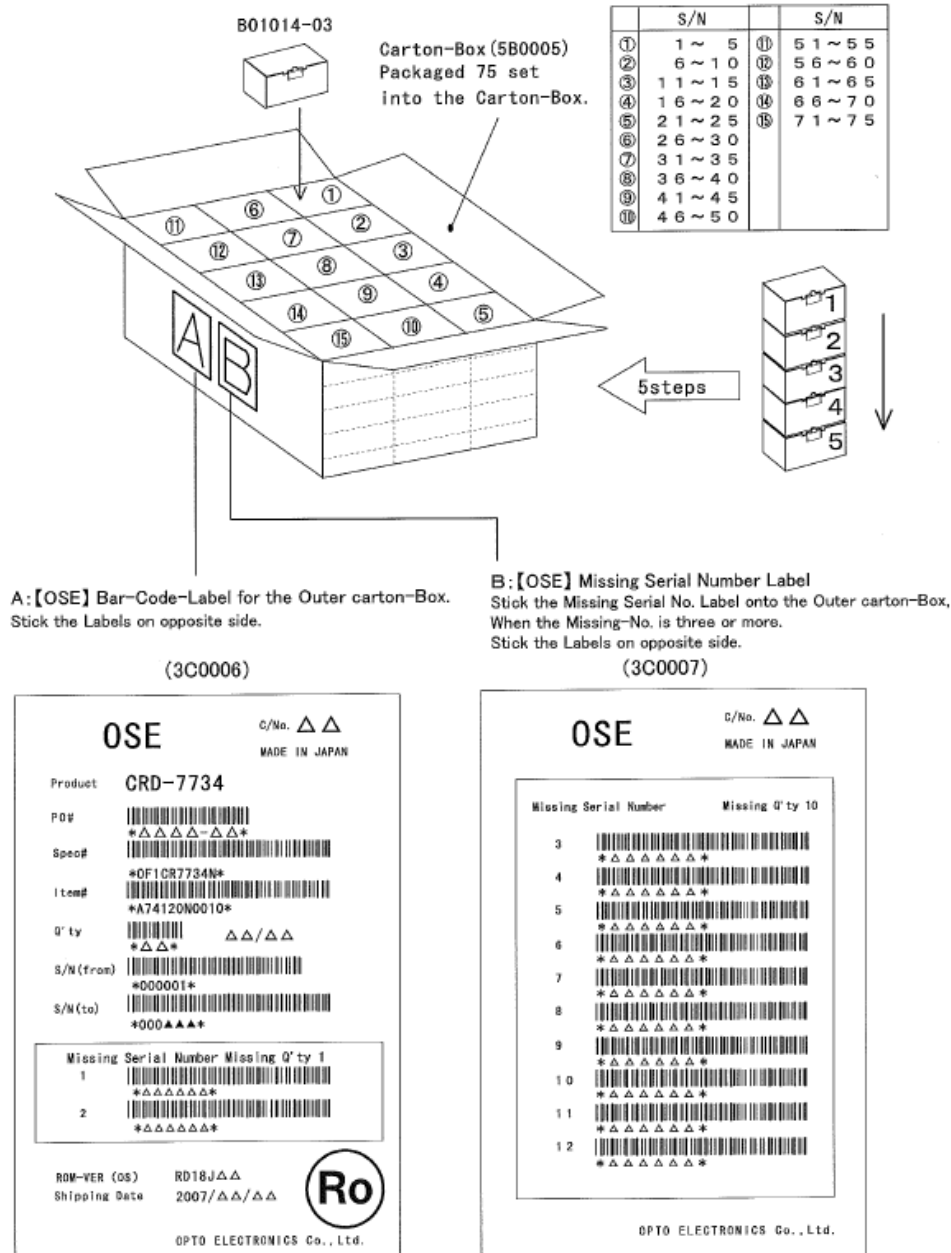 B01014-03
Carton-Box(5B0005)
Packaged 75 set
into the Carton-Box.
S/N S/N
① 1~ 5 ⑪ 51~55
② 6~10 ⑫ 56~60
③ 11~15 ⑬ 61~65
④ 16~20 ⑭ 66~70
⑤ 21~25 ⑮ 71~75
⑥ 26~30
⑦ 31~35
⑧ 36~40
⑨ 41~45
⑩ 46~50
⑪ ⑥ ①
⑫ ⑦ ②
⑬ ⑧ ③
⑭ ⑨ ④
⑮ ⑩ ⑤
A B
5steps
1
2
3
4
5
A:【OSE】Bar-Code-Label for the Outer carton-Box.
Stick the Labels on opposite side.
(3C0006)
B:【OSE】Missing Serial Number Label
Stick the Missing Serial No. Label onto the Outer carton-Box,
When the Missing-No. is three or more.
Stick the Labels on opposite side.
(3C0007)
OSE C/No. △ △
MADE IN JAPAN
Product CRD-7734
PO#
*△△△△-△△*
Spec#
*OF1CR7734N*
Item#
*A74120N0010*
Q'ty △△/△△
*△△*
S/N(from)
*000001*
S/N(to)
*000▲▲▲*
Missing Serial Number Missing Q'ty 1
1
*△△△△△△*
2
*△△△△△△*
ROM-VER (OS) RD18J△△
Shipping Date 2007/△△/△△
Ro
OPTO ELECTRONICS Co.,Ltd.
OSE C/No. △ △
MADE IN JAPAN
Missing Serial Number Missing Q'ty 10
3
*△△△△△△*
4
*△△△△△△*
5
*△△△△△△*
6
*△△△△△△*
7
*△△△△△△*
8
*△△△△△△*
9
*△△△△△△*
10
*△△△△△△*
11
*△△△△△△*
12
*△△△△△△*
OPTO ELECTRONICS Co.,Ltd.